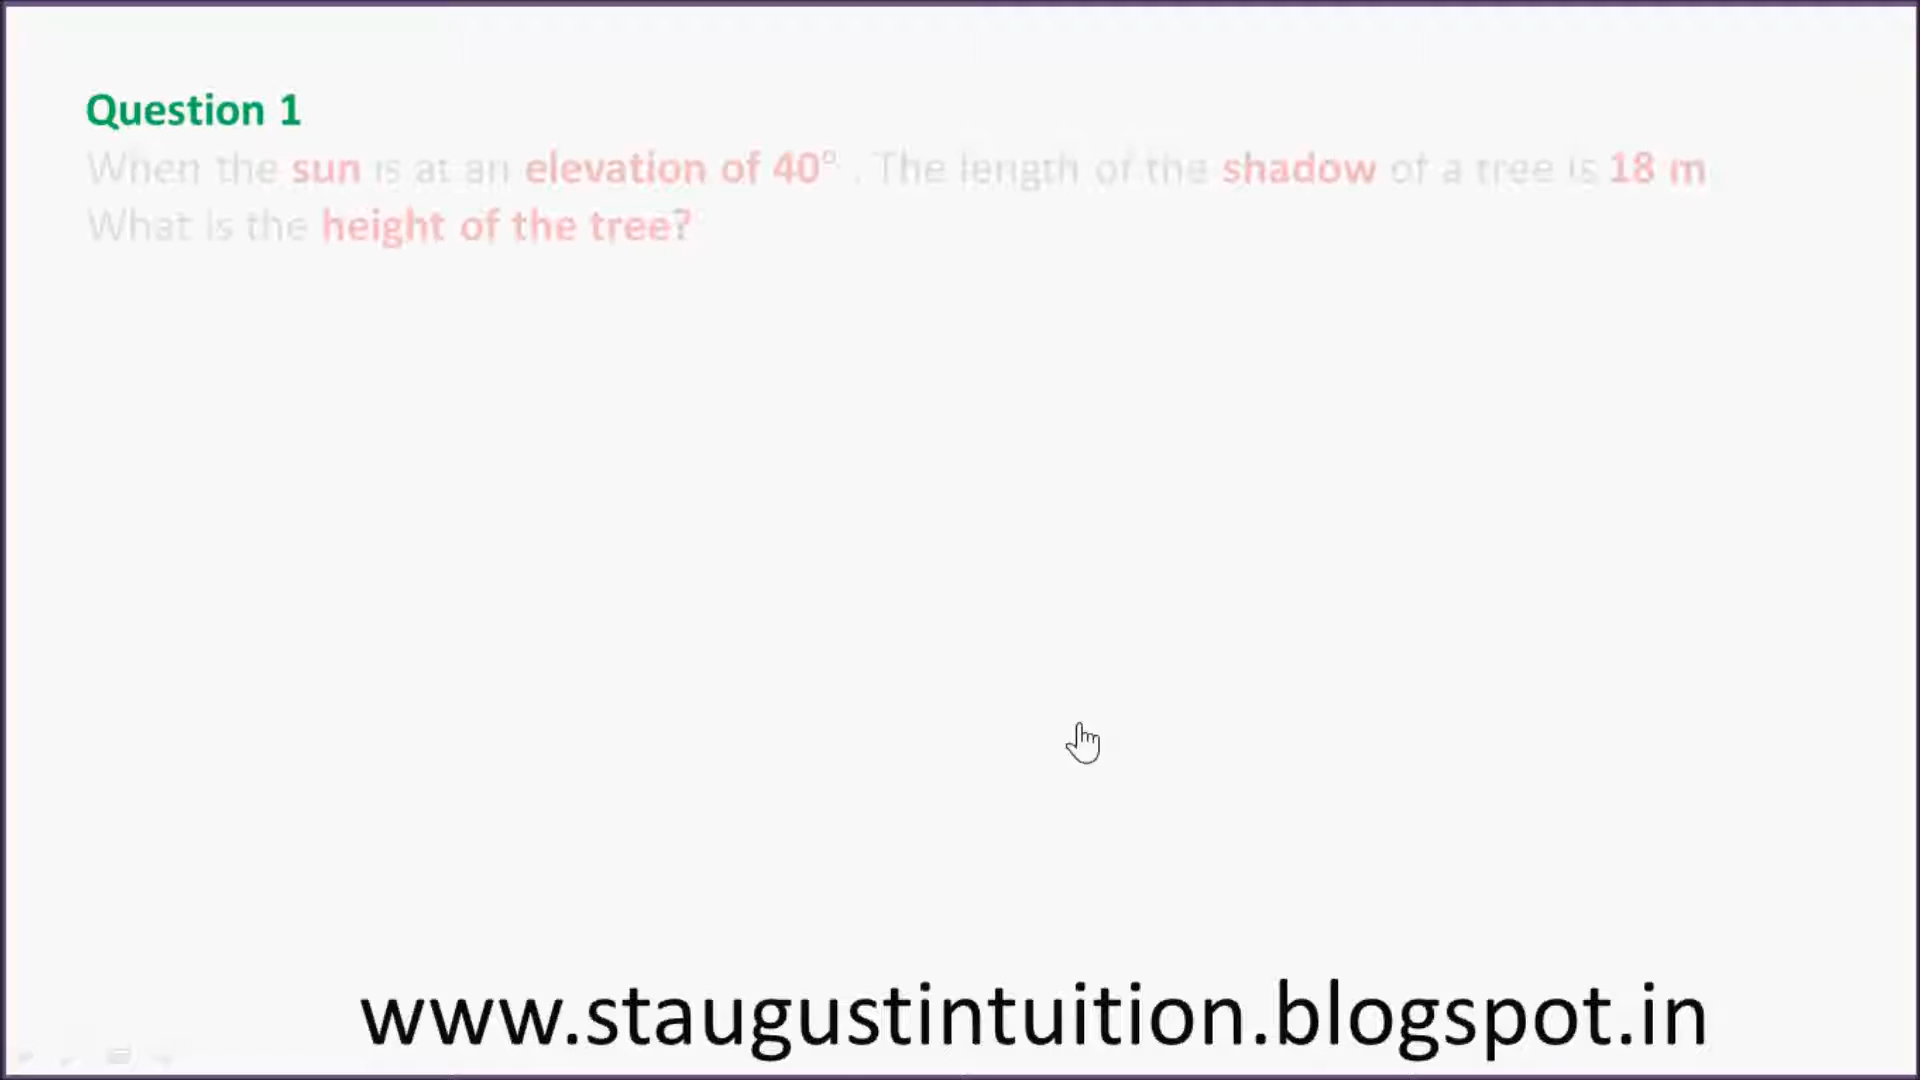 Question 1
When the sun is at an elevation of 40° . The length of the shadow of a tree is 18 m
What is the height of the tree?
www.staugustintuition.blogspot.in